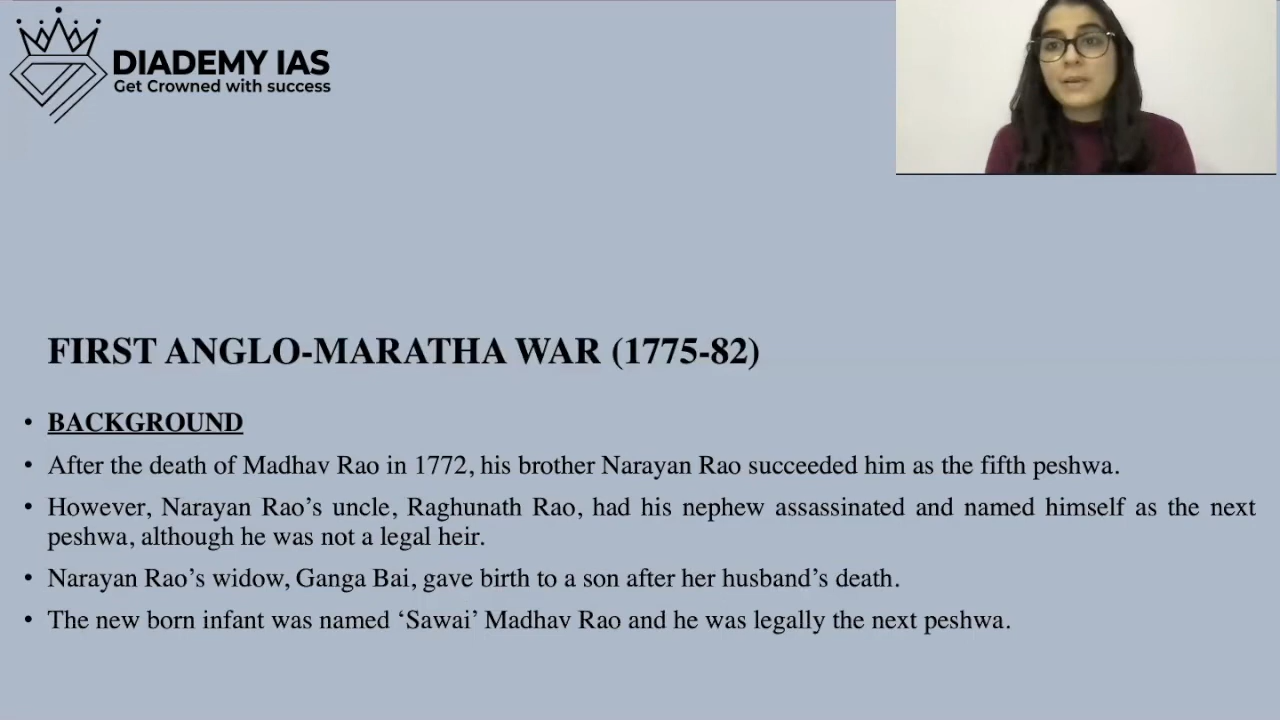 DIADEMY IAS
Get Crowned with success
FIRST ANGLO-MARATHA WAR (1775-82)
• BACKGROUND
• After the death of Madhav Rao in 1772, his brother Narayan Rao succeeded him as the fifth peshwa.
• However, Narayan Rao’s uncle, Raghunath Rao, had his nephew assassinated and named himself as the next
peshwa, although he was not a legal heir.
• Narayan Rao’s widow, Ganga Bai, gave birth to a son after her husband’s death.
• The new born infant was named ‘Sawai’ Madhav Rao and he was legally the next peshwa.